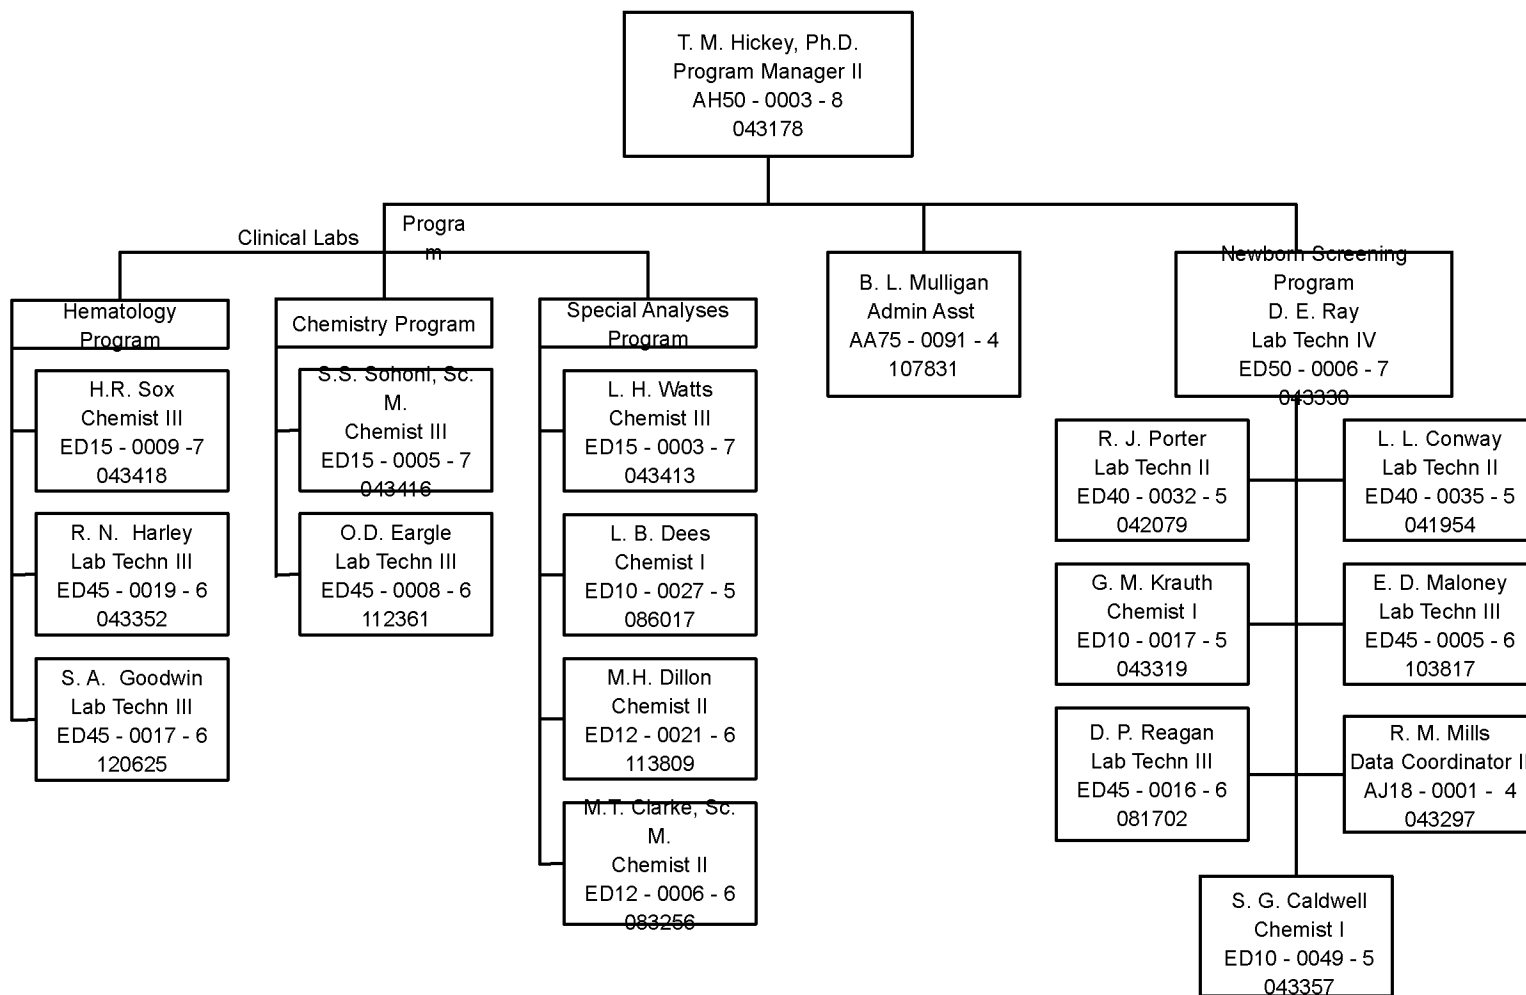 T. M. Hickey, Ph.D.
Program Manager II
AH50 - 0003 - 8
043178
Clinical Labs
Progra
m
Hematology
Program
H.R. Sox
Chemist III
ED15 - 0009 -7
043418
R. N. Harley
Lab Techn III
ED45 - 0019 - 6
043352
S. A. Goodwin
Lab Techn III
ED45 - 0017 - 6
120625
Chemistry Program
S.S. Sohoni, Sc.
M.
Chemist III
ED15 - 0005 - 7
043416
O.D. Eargle
Lab Techn III
ED45 - 0008 - 6
112361
Special Analyses
Program
L. H. Watts
Chemist III
ED15 - 0003 - 7
043413
L. B. Dees
Chemist I
ED10 - 0027 - 5
086017
M.H. Dillon
Chemist II
ED12 - 0021 - 6
113809
M.T. Clarke, Sc.
M.
Chemist II
ED12 - 0006 - 6
083256
B. L. Mulligan
Admin Asst
AA75 - 0091 - 4
107831
Newborn Screening
Program
D. E. Ray
Lab Techn IV
ED50 - 0006 - 7
043330
R. J. Porter
Lab Techn II
ED40 - 0032 - 5
042079
L. L. Conway
Lab Techn II
ED40 - 0035 - 5
041954
G. M. Krauth
Chemist I
ED10 - 0017 - 5
043319
E. D. Maloney
Lab Techn III
ED45 - 0005 - 6
103817
D. P. Reagan
Lab Techn III
ED45 - 0016 - 6
081702
R. M. Mills
Data Coordinator II
AJ18 - 0001 - 4
043297
S. G. Caldwell
Chemist I
ED10 - 0049 - 5
043357